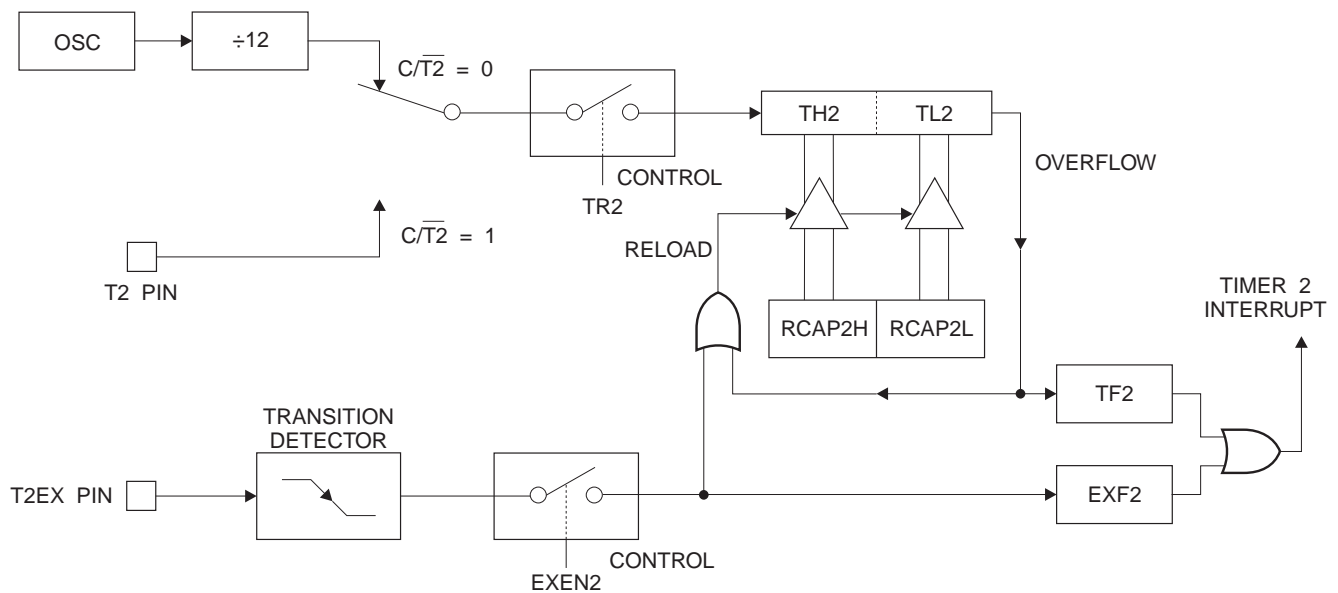 OSC
÷12
C/T2̅ = 0
TH2
TL2
OVERFLOW
CONTROL
TR2
C/T2̅ = 1
RELOAD
T2 PIN
TIMER 2
INTERRUPT
RCAP2H
RCAP2L
TF2
TRANSITION
DETECTOR
T2EX PIN
EXF2
CONTROL
EXEN2